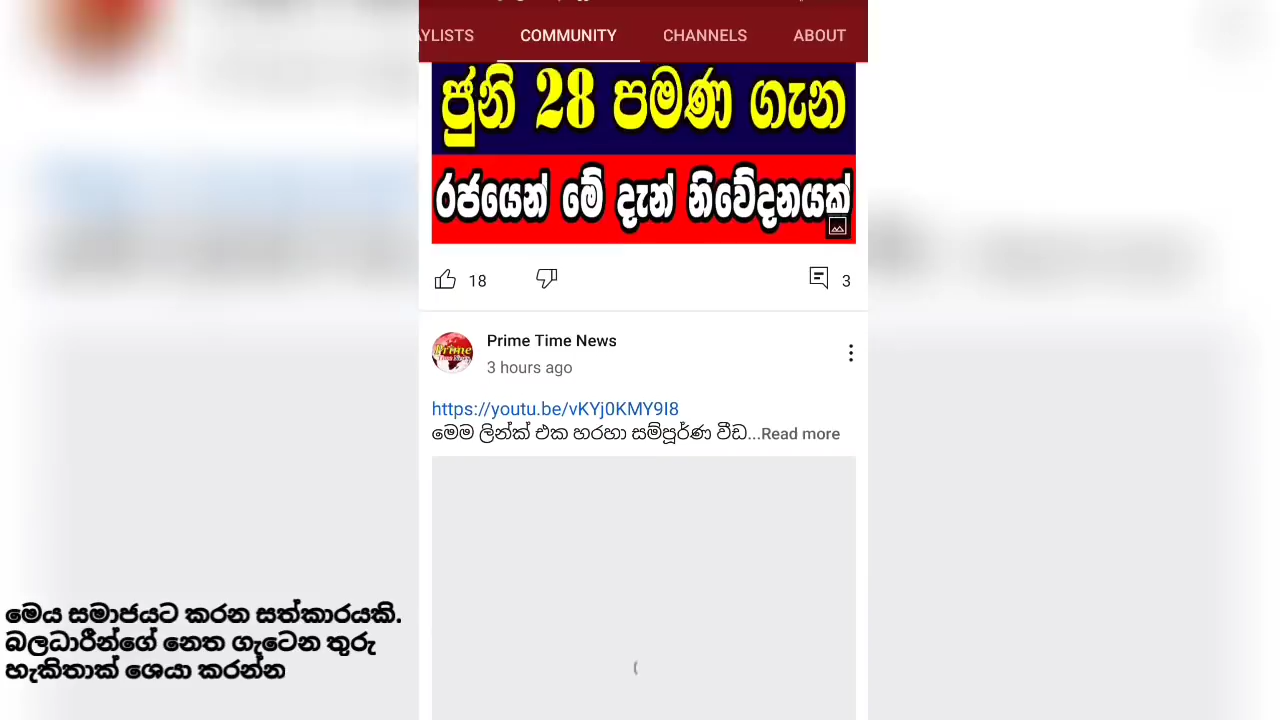 YLISTS COMMUNITY CHANNELS ABOUT
ජුනි 28 පමණ ගැන
රජයෙන් මේ දැන් නිවේදනයක්
18 3
Prime Time News
3 hours ago
https://youtu.be/vKYj0KMY9I8
මෙම ලින්ක් එක හරහා සම්පූර්ණ වීඩ...Read more
මෙය සමාජයට කරන සත්කාරයකි.
බලධාරීන්ගේ නෙත ගැටෙන තුරු
හැකිතාක් ශෙයා කරන්න